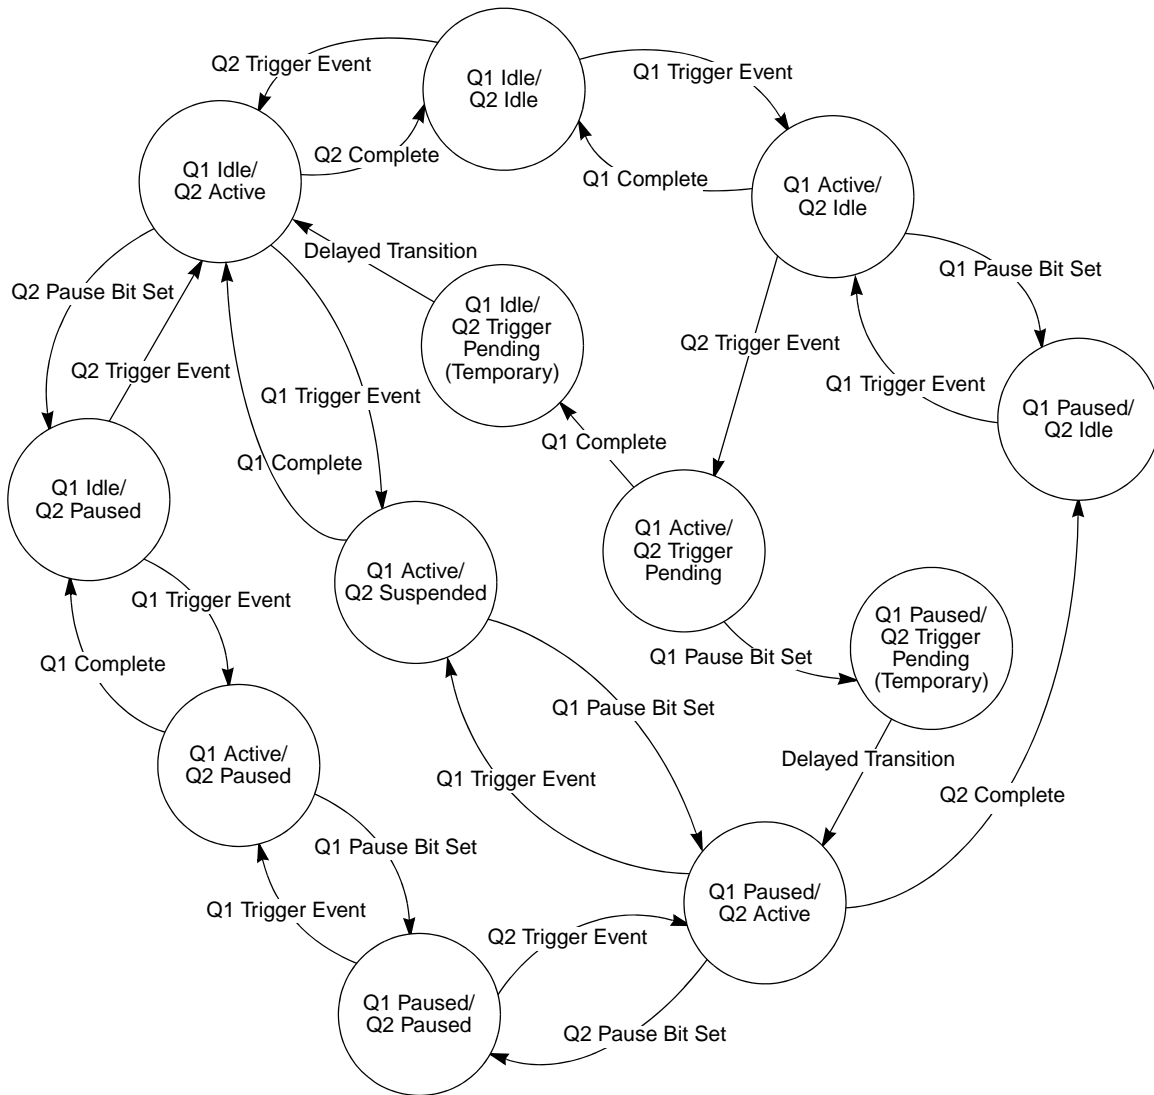 Q2 Trigger Event
Q1 Idle/
Q2 Idle
Q1 Trigger Event
Q2 Complete
Q1 Complete
Q1 Idle/
Q2 Active
Q1 Active/
Q2 Idle
Delayed Transition
Q1 Pause Bit Set
Q2 Pause Bit Set
Q1 Idle/
Q2 Trigger
Pending
(Temporary)
Q2 Trigger Event
Q2 Trigger Event
Q1 Trigger Event
Q1 Trigger Event
Q1 Paused/
Q2 Idle
Q1 Complete
Q1 Complete
Q1 Idle/
Q2 Paused
Q1 Active/
Q2 Trigger
Pending
Q1 Active/
Q2 Suspended
Q1 Trigger Event
Q1 Paused/
Q2 Trigger
Pending
(Temporary)
Q1 Complete
Q1 Pause Bit Set
Q1 Pause Bit Set
Q1 Active/
Q2 Paused
Q1 Trigger Event
Delayed Transition
Q2 Complete
Q1 Pause Bit Set
Q1 Paused/
Q2 Active
Q1 Trigger Event
Q2 Trigger Event
Q1 Paused/
Q2 Paused
Q2 Pause Bit Set